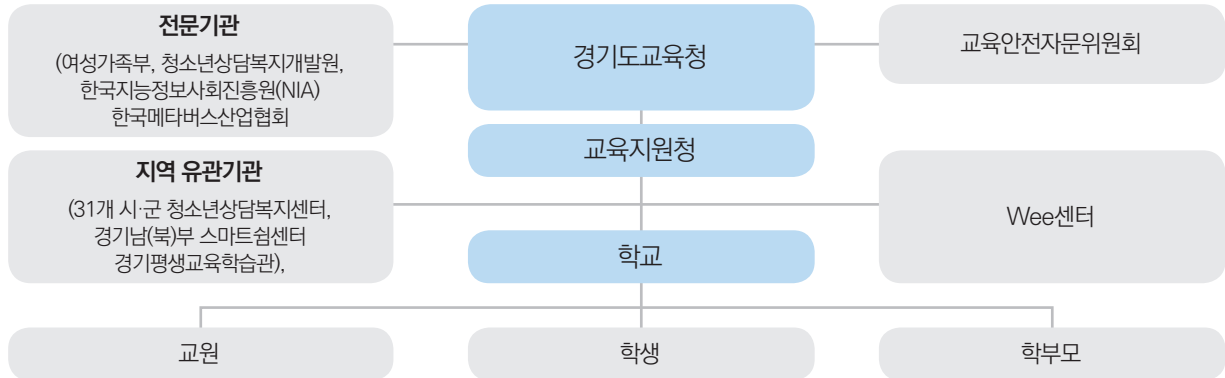 전문기관
(여성가족부, 청소년상담복지개발원,
한국지능정보사회진흥원(NIA)
한국메타버스산업협회
경기도교육청
교육안전자문위원회
교육지원청
지역 유관기관
(31개 시·군 청소년상담복지센터,
경기남(북)부 스마트쉼센터
경기평생교육학습관),
Wee센터
학교
교원
학생
학부모